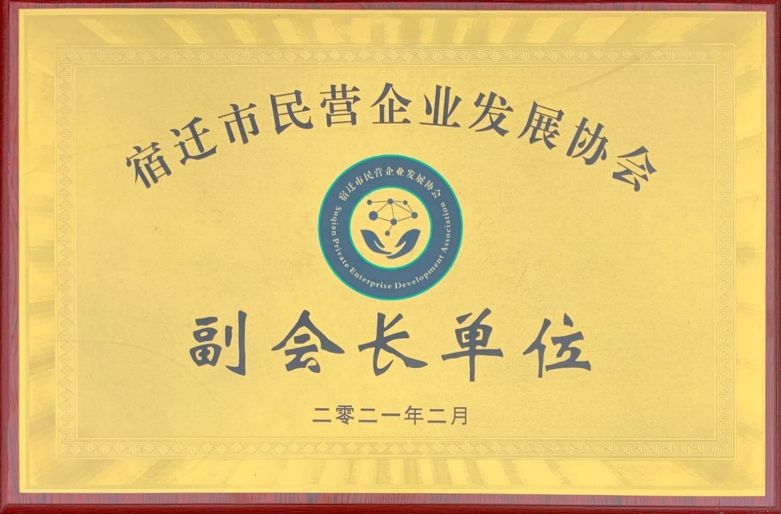 宿迁市民营企业发展协会
宿迁市民营企业发展协会
Suqian Private Enterprise Development Association
副会长单位
二零二一年二月